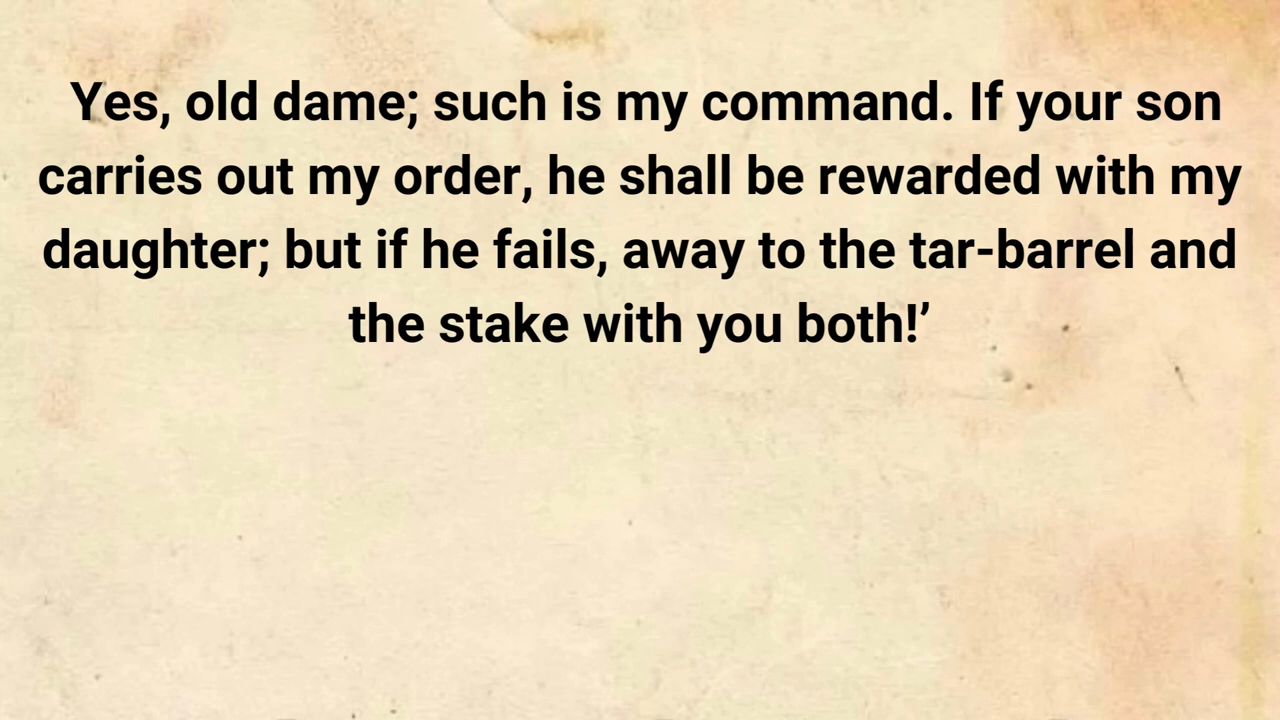 Yes, old dame; such is my command. If your son
carries out my order, he shall be rewarded with my
daughter; but if he fails, away to the tar-barrel and
the stake with you both!’